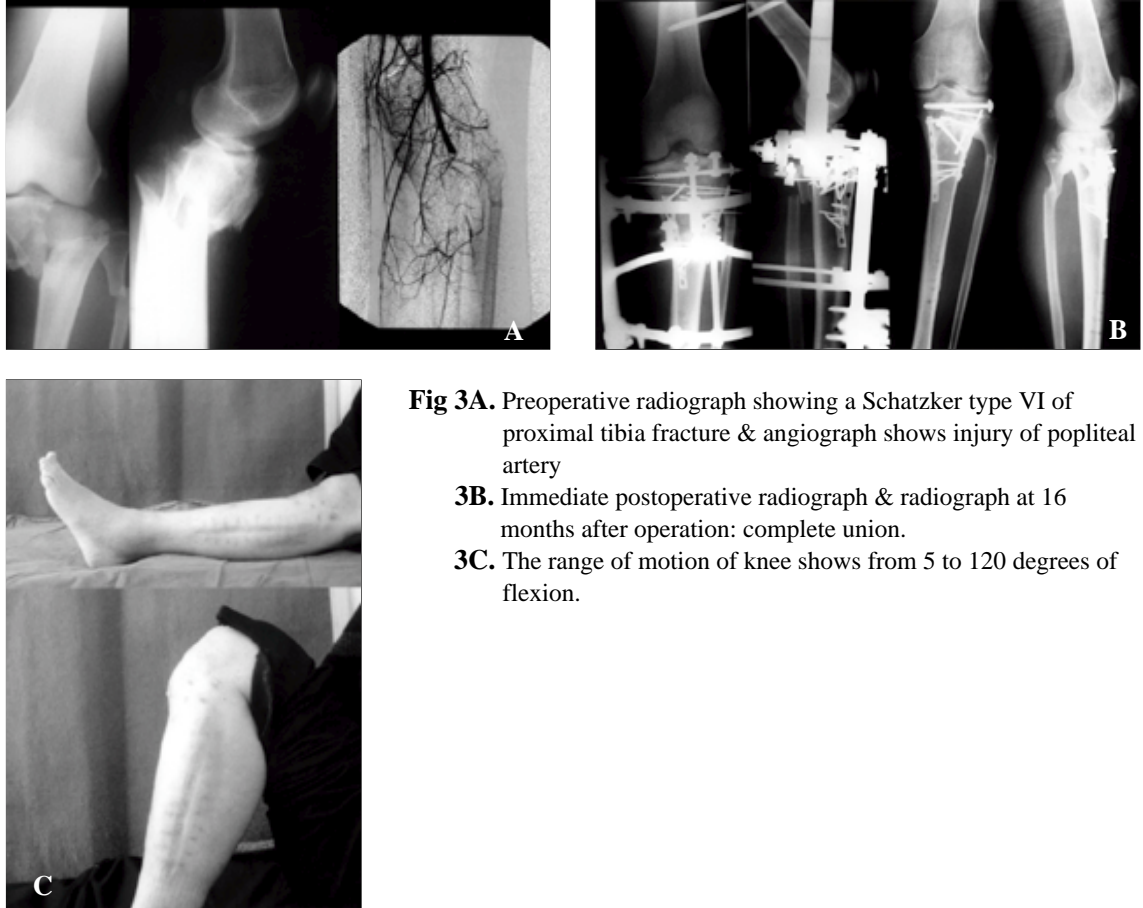 A
B
Fig 3A. Preoperative radiograph showing a Schatzker type VI of
proximal tibia fracture & angiograph shows injury of popliteal
artery
3B. Immediate postoperative radiograph & radiograph at 16
months after operation: complete union.
3C. The range of motion of knee shows from 5 to 120 degrees of
flexion.
C